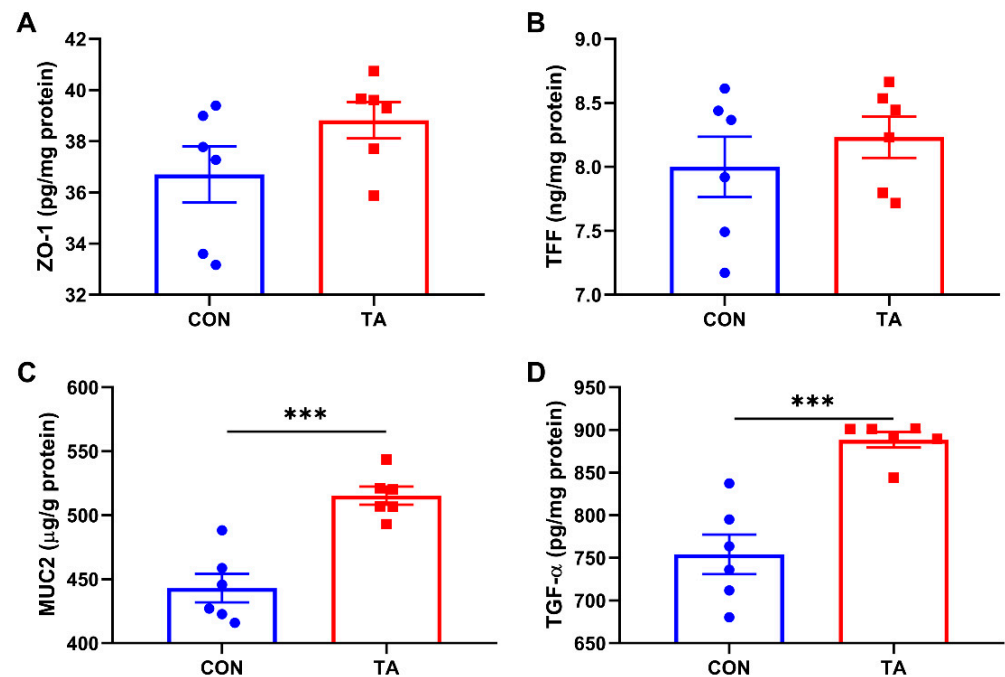 A
ZO-1 (pg/mg protein)
42
40
38
36
34
32
CON
TA
B
TFF (ng/mg protein)
9.0
8.5
8.0
7.5
7.0
CON
TA
C
MUC2 (μg/g protein)
600
550
500
450
400
***
CON
TA
D
TGF-α (pg/mg protein)
950
900
850
800
750
700
650
***
CON
TA